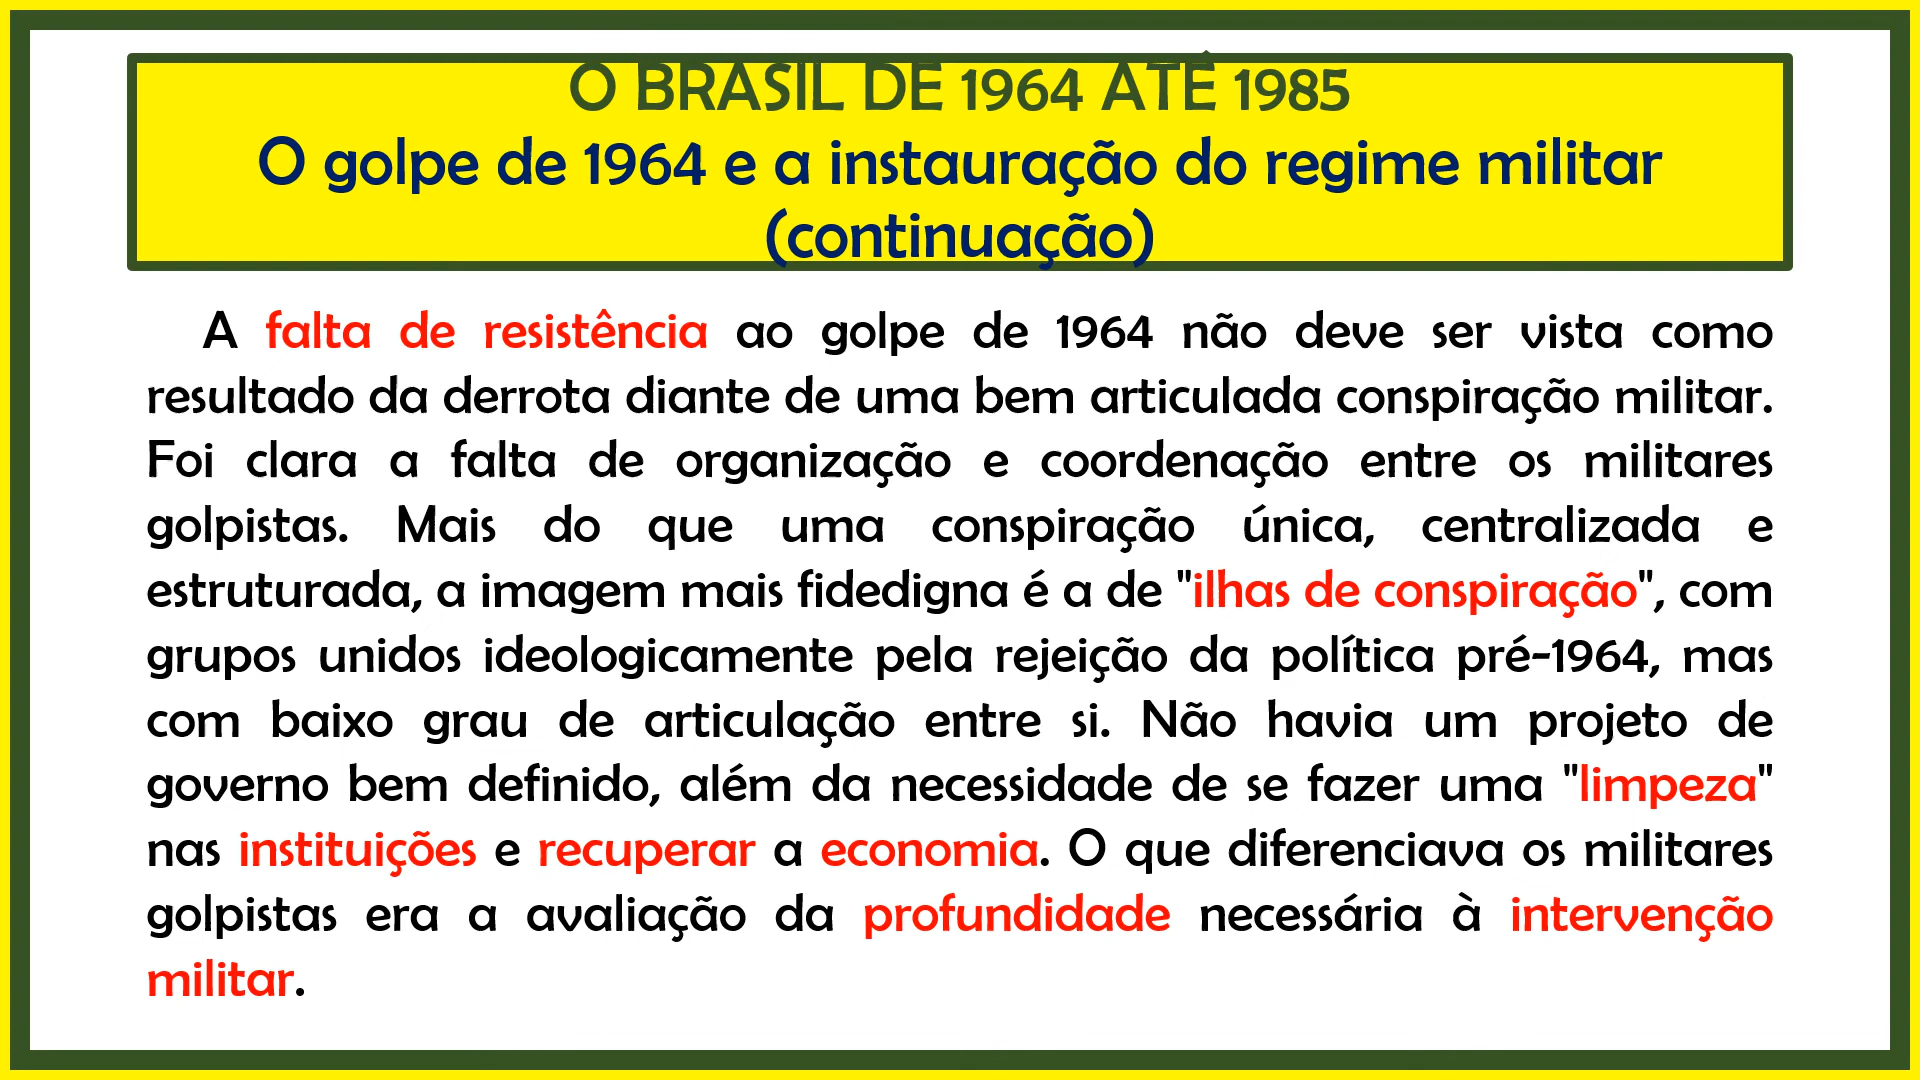 O BRASIL DE 1964 ATÉ 1985
O golpe de 1964 e a instauração do regime militar
(continuação)
A falta de resistência ao golpe de 1964 não deve ser vista como
resultado da derrota diante de uma bem articulada conspiração militar.
Foi clara a falta de organização e coordenação entre os militares
golpistas. Mais do que uma conspiração única, centralizada e
estruturada, a imagem mais fidedigna é a de "ilhas de conspiração", com
grupos unidos ideologicamente pela rejeição da política pré-1964, mas
com baixo grau de articulação entre si. Não havia um projeto de
governo bem definido, além da necessidade de se fazer uma "limpeza"
nas instituições e recuperar a economia. O que diferenciava os militares
golpistas era a avaliação da profundidade necessária à intervenção
militar.